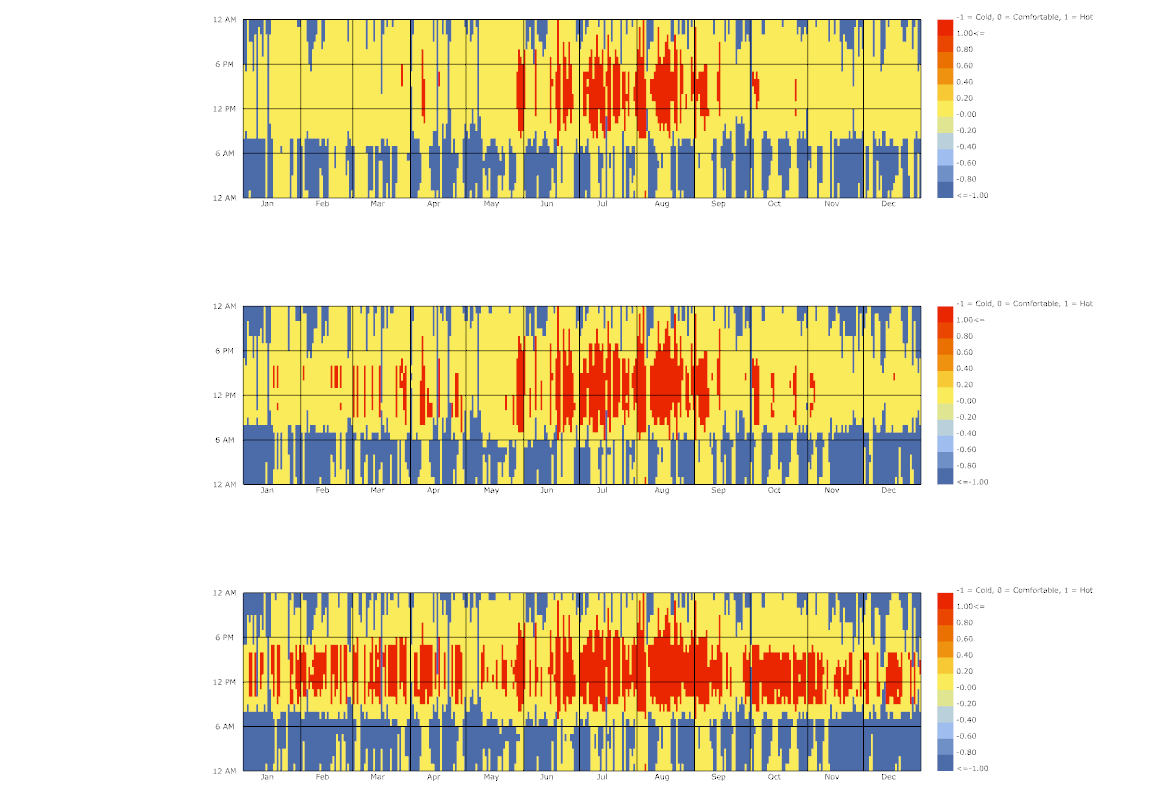 12 AM
-1 = Cold, 0 = Comfortable, 1 = Hot
1.00<=
0.80
6 PM
0.60
0.40
0.20
12 PM
-0.00
-0.20
-0.40
6 AM
-0.60
-0.80
12 AM
<=-1.00
Jan Feb Mar Apr May Jun Jul Aug Sep Oct Nov Dec
12 AM
-1 = Cold, 0 = Comfortable, 1 = Hot
1.00<=
0.80
6 PM
0.60
0.40
0.20
12 PM
-0.00
-0.20
-0.40
6 AM
-0.60
-0.80
12 AM
<=-1.00
Jan Feb Mar Apr May Jun Jul Aug Sep Oct Nov Dec
12 AM
-1 = Cold, 0 = Comfortable, 1 = Hot
1.00<=
0.80
6 PM
0.60
0.40
0.20
12 PM
-0.00
-0.20
-0.40
6 AM
-0.60
-0.80
12 AM
<=-1.00
Jan Feb Mar Apr May Jun Jul Aug Sep Oct Nov Dec